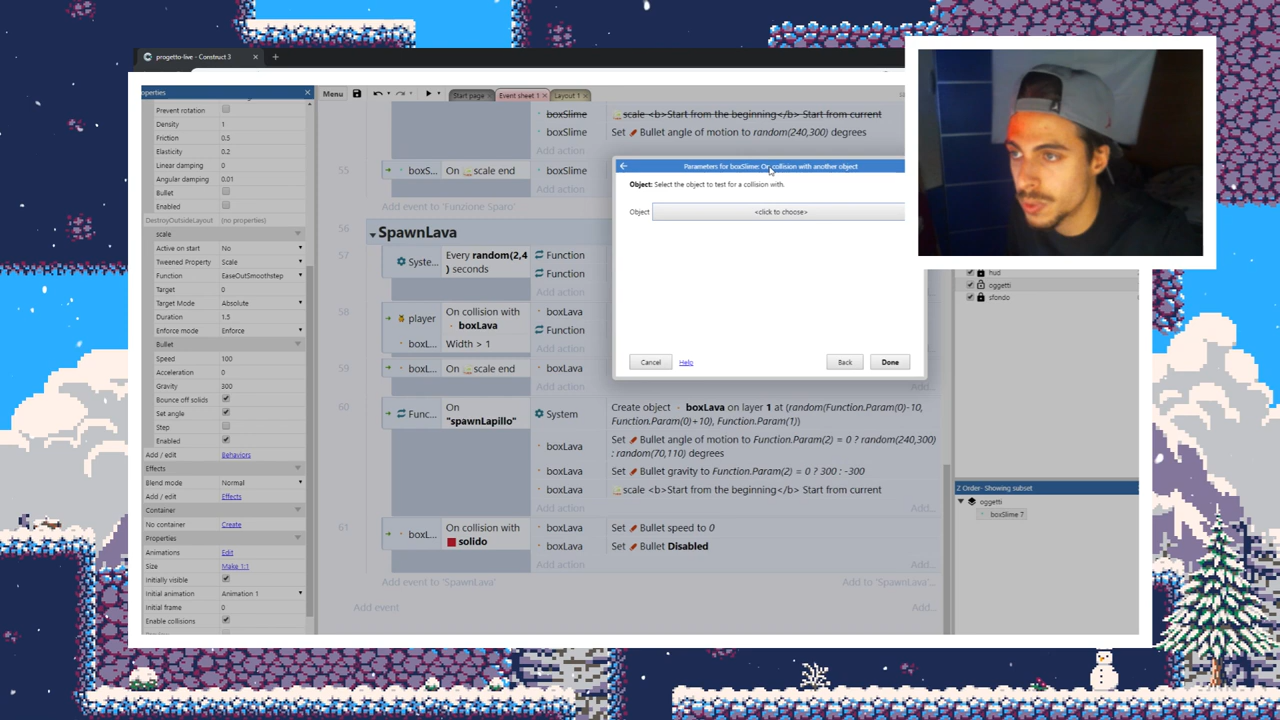 progetto-live - Construct 3
roperties
Menu
Start page
Event sheet 1
Layout 1
Prevent rotation
Density 1
Friction 0.5
Elasticity 0.2
Linear damping 0
Angular damping 0.01
Bullet
Enabled
DestroyOutsideLayout (no properties)
scale
Active on start No
Tweened Property Scale
Function EaseOutSmoothstep
Target 0
Target Mode Absolute
Duration 1.5
Enforce mode Enforce
Bullet
Speed 100
Acceleration 0
Gravity 300
Bounce off solids
Set angle
Step
Enabled
Add / edit Behaviors
Effects
Blend mode Normal
Add / edit Effects
Container
No container Create
Properties
Animations Edit
Size Make 1:1
Initially visible
Initial animation Animation 1
Initial frame 0
Enable collisions
boxSlime scale <b>Start from the beginning</b> Start from current
boxSlime Set Bullet angle of motion to random(240,300) degrees
Add action
55 boxS... On scale end boxSlime
Add action
Add event to 'Funzione Sparo'
56 SpawnLava
57 Syste... Every random(2,4
) seconds
Function
Function
Add action
58 player On collision with
boxLava
boxLava
Function
boxL... Width > 1
Add action
59 boxL... On scale end boxLava
Add action
60 Func... On
"spawnLapillo"
System Create object boxLava on layer 1 at (random(Function.Param(0)-10,
Function.Param(0)+10), Function.Param(1))
boxLava Set Bullet angle of motion to Function.Param(2) = 0 ? random(240,300)
: random(70,110) degrees
boxLava Set Bullet gravity to Function.Param(2) = 0 ? 300 : -300
boxLava scale <b>Start from the beginning</b> Start from current
Add action
Add...
61 boxL... On collision with
solido
boxLava Set Bullet speed to 0
boxLava Set Bullet Disabled
Add action
Add...
Add event to 'SpawnLava'
Add to 'SpawnLava'...
Add event
Add...
Parameters for boxSlime: On collision with another object
Object: Select the object to test for a collision with.
Object <click to choose>
Cancel
Help
Back
Done
hud
oggetti
sfondo
Z Order- Showing subset
oggetti
boxSlime 7